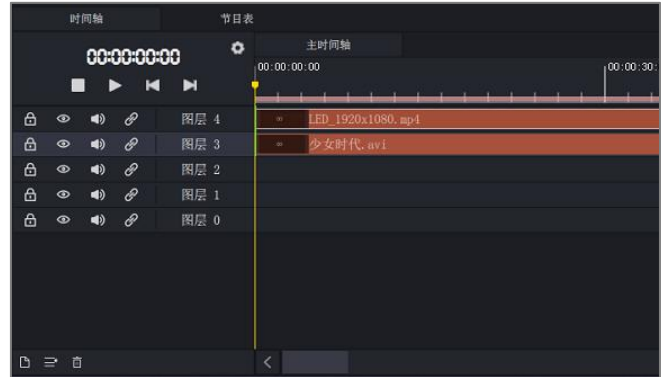 时间轴 节目表
00:00:00:00 主时间轴
00:00:00:00 00:00:30:
图层 4 LED_1920x1080.mp4
图层 3 少女时代.avi
图层 2
图层 1
图层 0